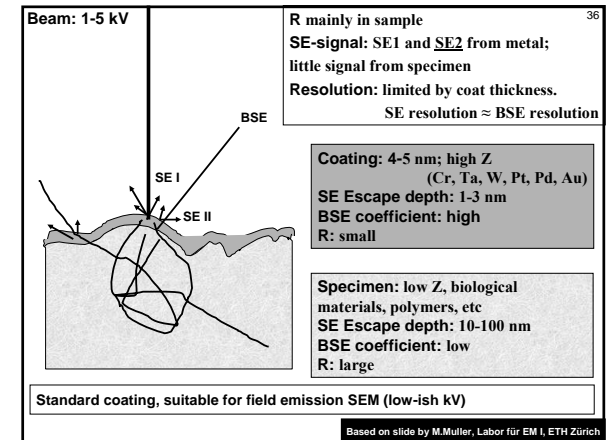 Beam: 1-5 kV
36
R mainly in sample
SE-signal: SE1 and SE2 from metal;
little signal from specimen
Resolution: limited by coat thickness.
SE resolution ≈ BSE resolution
BSE
SE I
SE II
Coating: 4-5 nm; high Z
(Cr, Ta, W, Pt, Pd, Au)
SE Escape depth: 1-3 nm
BSE coefficient: high
R: small
Specimen: low Z, biological
materials, polymers, etc
SE Escape depth: 10-100 nm
BSE coefficient: low
R: large
Standard coating, suitable for field emission SEM (low-ish kV)
Based on slide by M.Muller, Labor für EM I, ETH Zürich